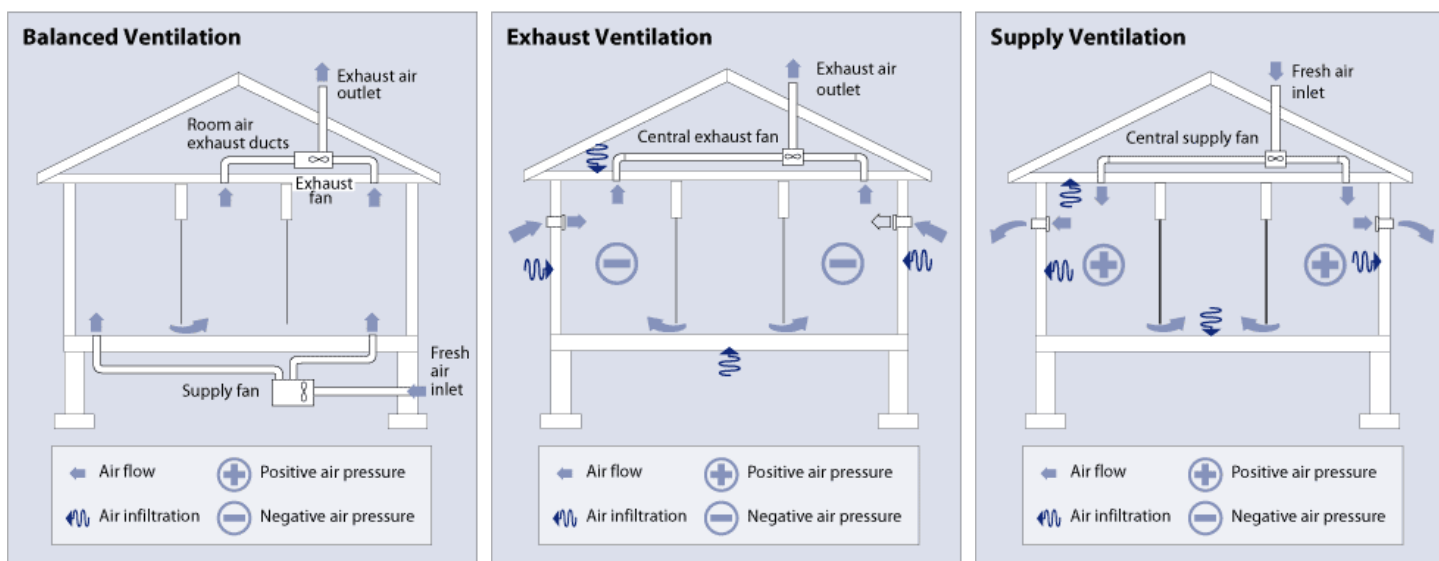 Balanced Ventilation
Exhaust air
outlet
Room air
exhaust ducts
Exhaust
fan
Fresh
air
inlet
Supply fan
Air flow
Positive air pressure
Air infiltration
Negative air pressure
Exhaust Ventilation
Exhaust air
outlet
Central exhaust fan
Air flow
Positive air pressure
Air infiltration
Negative air pressure
Supply Ventilation
Fresh air
inlet
Central supply fan
Air flow
Positive air pressure
Air infiltration
Negative air pressure